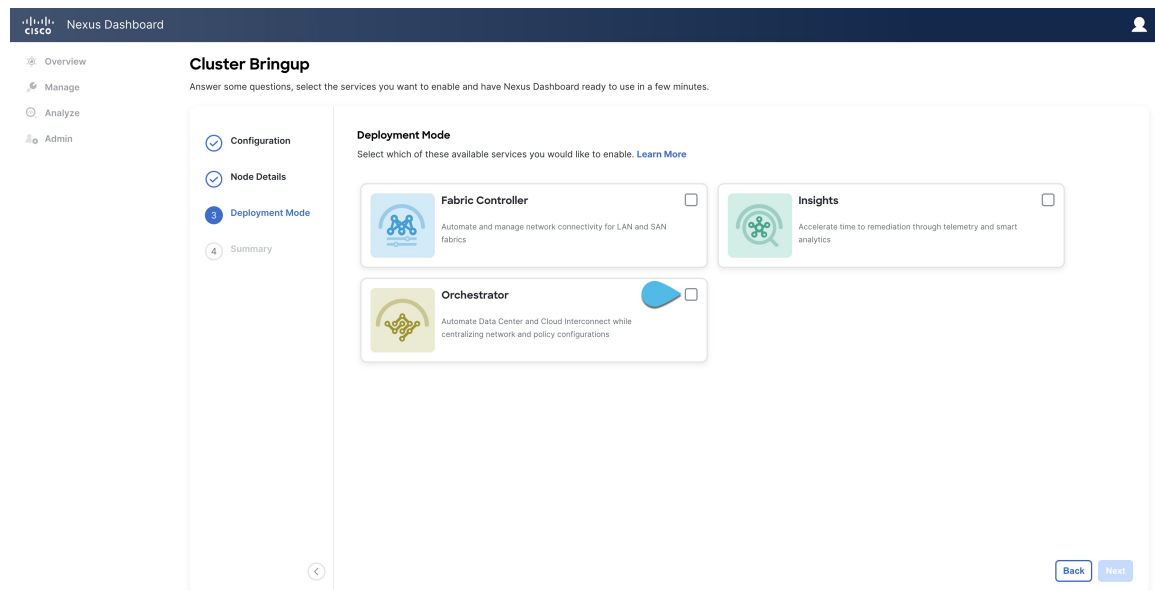 CISCO Nexus Dashboard
Overview
Manage
Analyze
Admin
Cluster Bringup
Answer some questions, select the services you want to enable and have Nexus Dashboard ready to use in a few minutes.
Configuration
Node Details
3 Deployment Mode
4 Summary
Deployment Mode
Select which of these available services you would like to enable. Learn More
Fabric Controller
Automate and manage network connectivity for LAN and SAN
fabrics
Insights
Accelerate time to remediation through telemetry and smart
analytics
Orchestrator
Automate Data Center and Cloud Interconnect while
centralizing network and policy configurations
Back Next